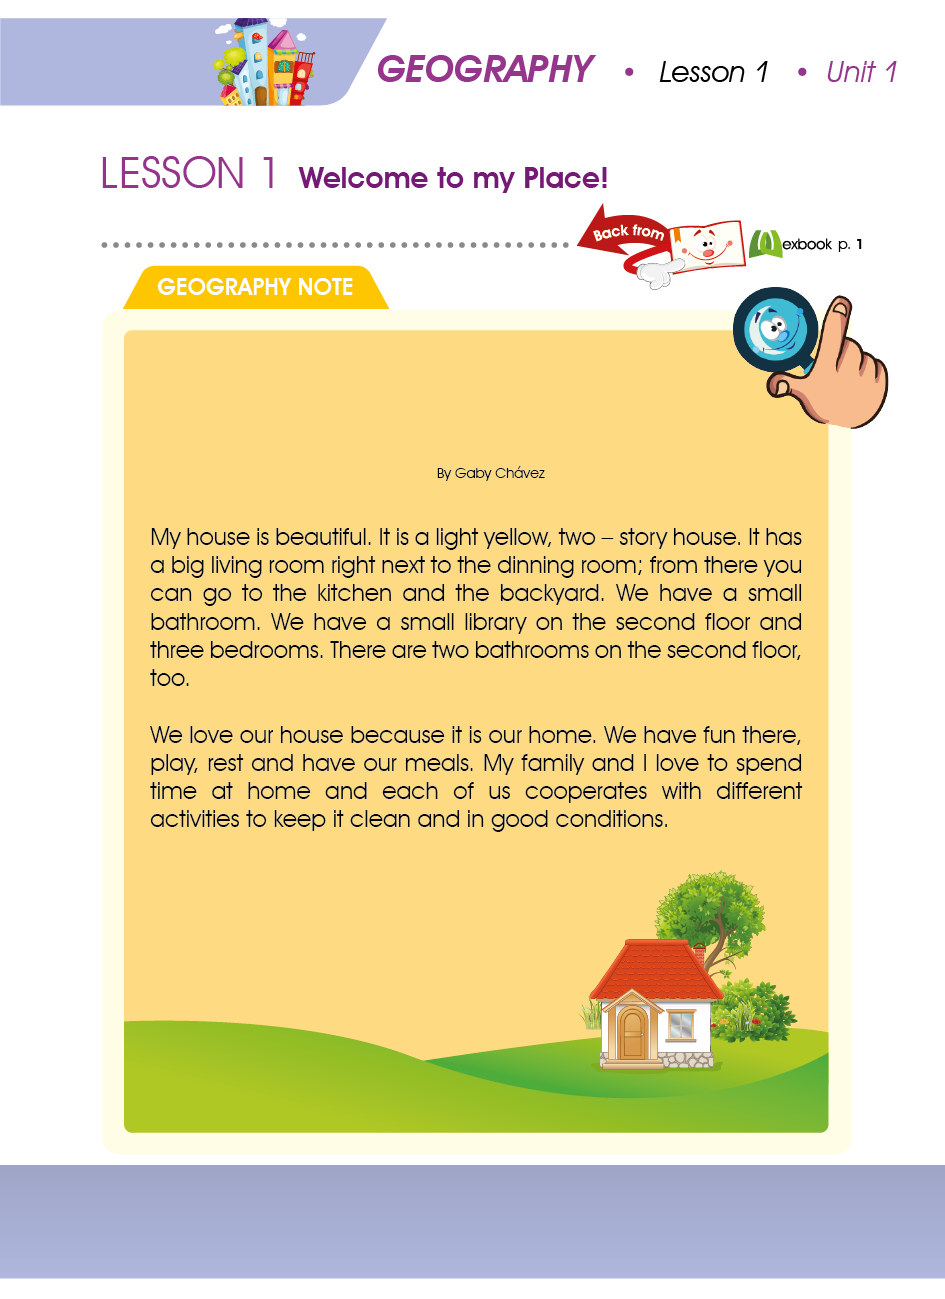 GEOGRAPHY • Lesson 1 • Unit 1
LESSON 1 Welcome to my Place!
Back from
exbook p. 1
GEOGRAPHY NOTE
By Gaby Chávez
My house is beautiful. It is a light yellow, two – story house. It has
a big living room right next to the dinning room; from there you
can go to the kitchen and the backyard. We have a small
bathroom. We have a small library on the second floor and
three bedrooms. There are two bathrooms on the second floor,
too.
We love our house because it is our home. We have fun there,
play, rest and have our meals. My family and I love to spend
time at home and each of us cooperates with different
activities to keep it clean and in good conditions.